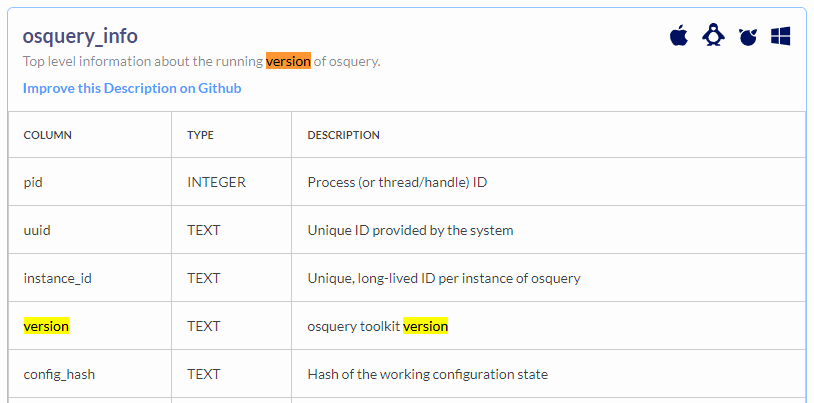 osquery_info
Top level information about the running version of osquery.
Improve this Description on Github
COLUMN TYPE DESCRIPTION
pid INTEGER Process (or thread/handle) ID
uuid TEXT Unique ID provided by the system
instance_id TEXT Unique, long-lived ID per instance of osquery
version TEXT osquery toolkit version
config_hash TEXT Hash of the working configuration state